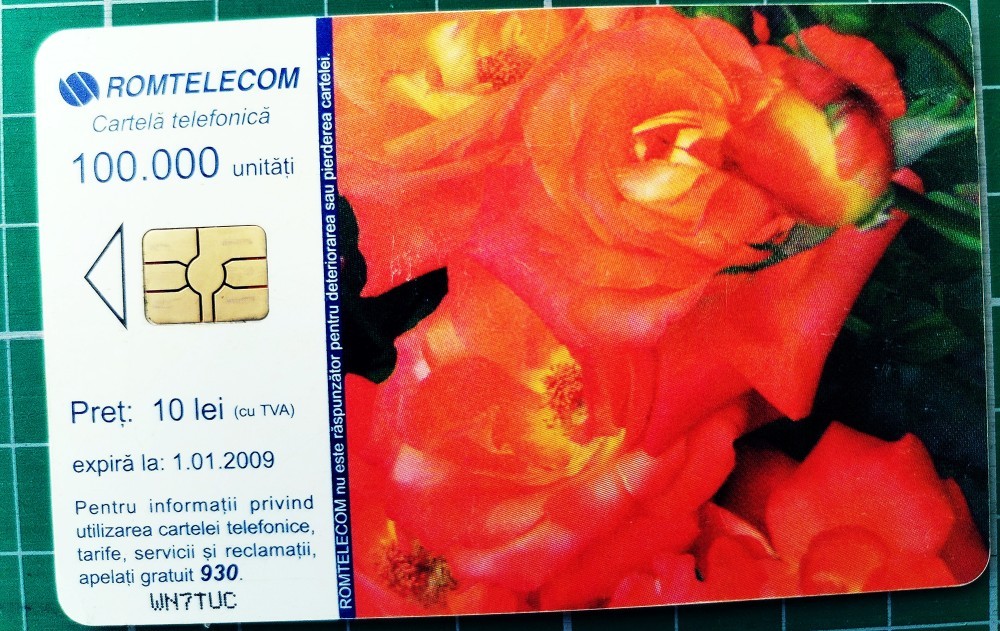 ROMTELECOM
Cartelă telefonică
100.000 unități
Preț: 10 lei (cu TVA)
expiră la: 1.01.2009
Pentru informații privind
utilizarea cartelei telefonice,
tarife, servicii și reclamații,
apelați gratuit 930.
WN7TUC
ROMTELECOM nu este răspunzător pentru deteriorarea sau pierderea cartelei.